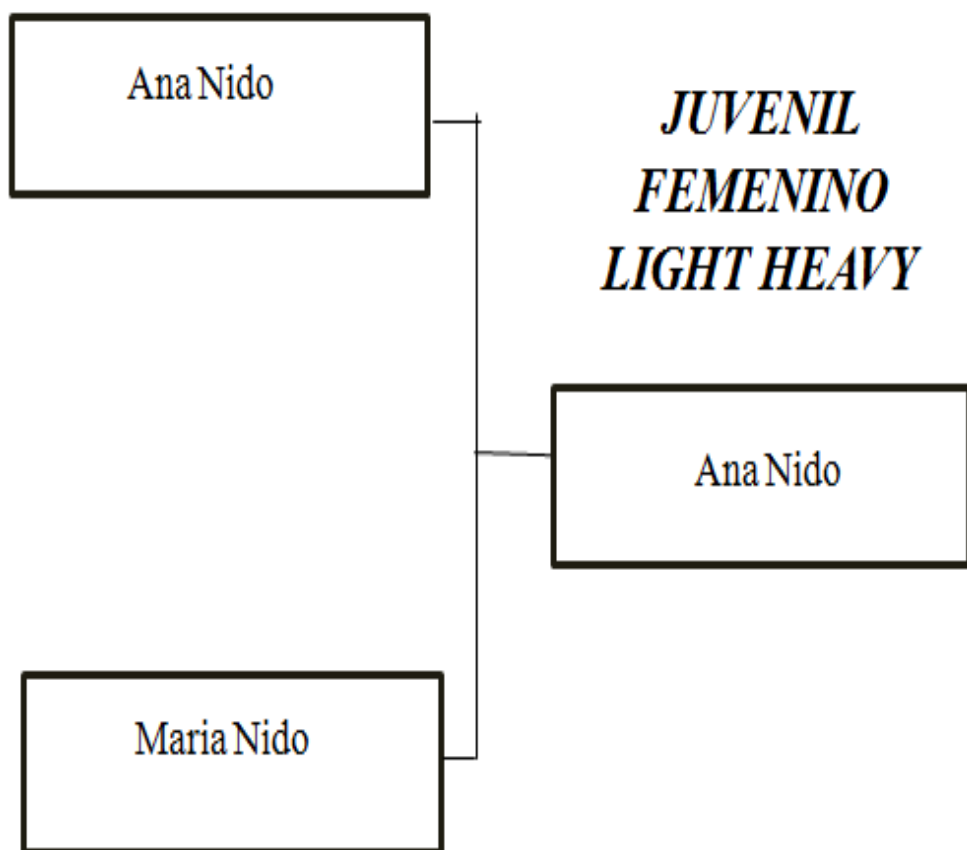 Ana Nido
JUVENIL
FEMENINO
LIGHT HEAVY
Ana Nido
Maria Nido